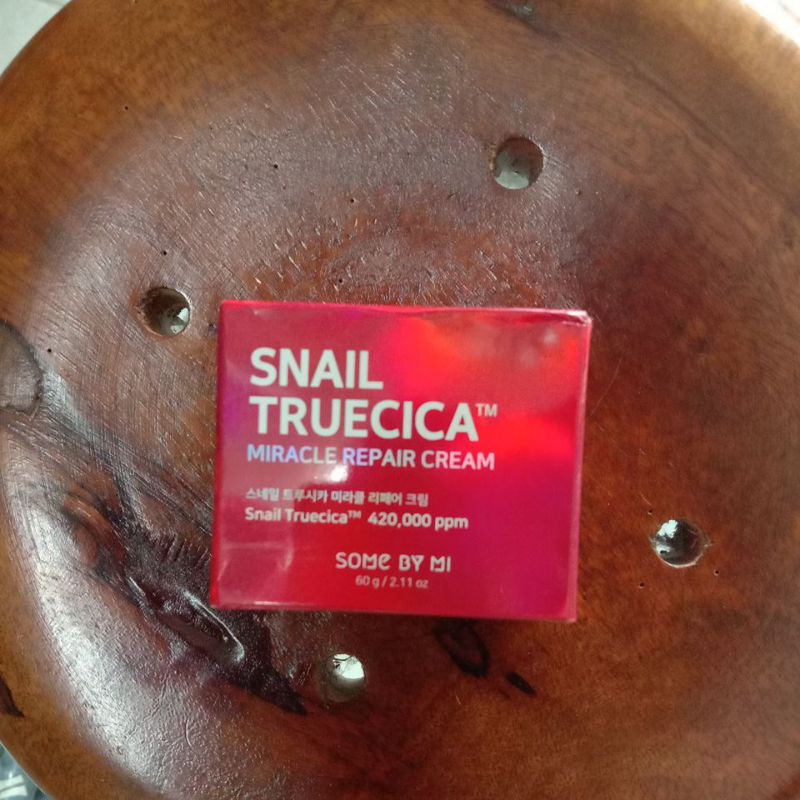 SNAIL
TRUECICA™
MIRACLE REPAIR CREAM
스네일 트루시카 미라클 리페어 크림
Snail Truecica™ 420,000 ppm
SOME BY MI
60 g / 2.11 oz